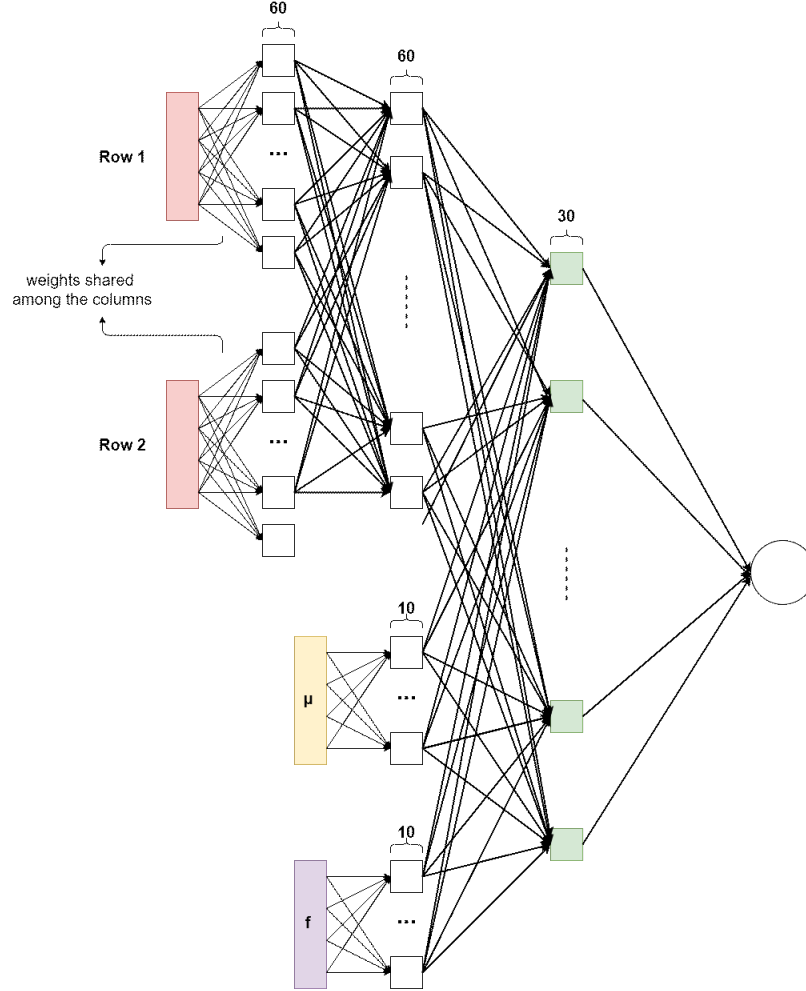 60
60
...
Row 1
30
weights shared
among the columns
...
Row 2
10
μ
...
10
f
...